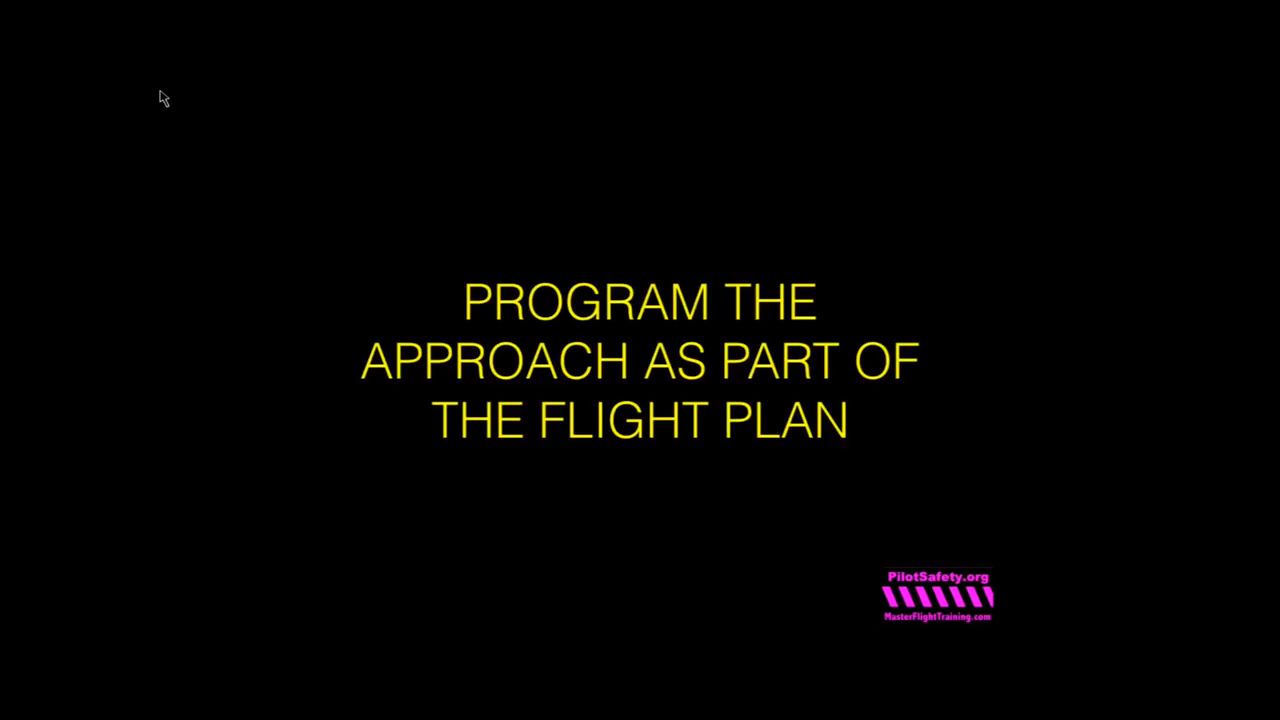 PROGRAM THE
APPROACH AS PART OF
THE FLIGHT PLAN
PilotSafety.org
MasterFlightTraining.com